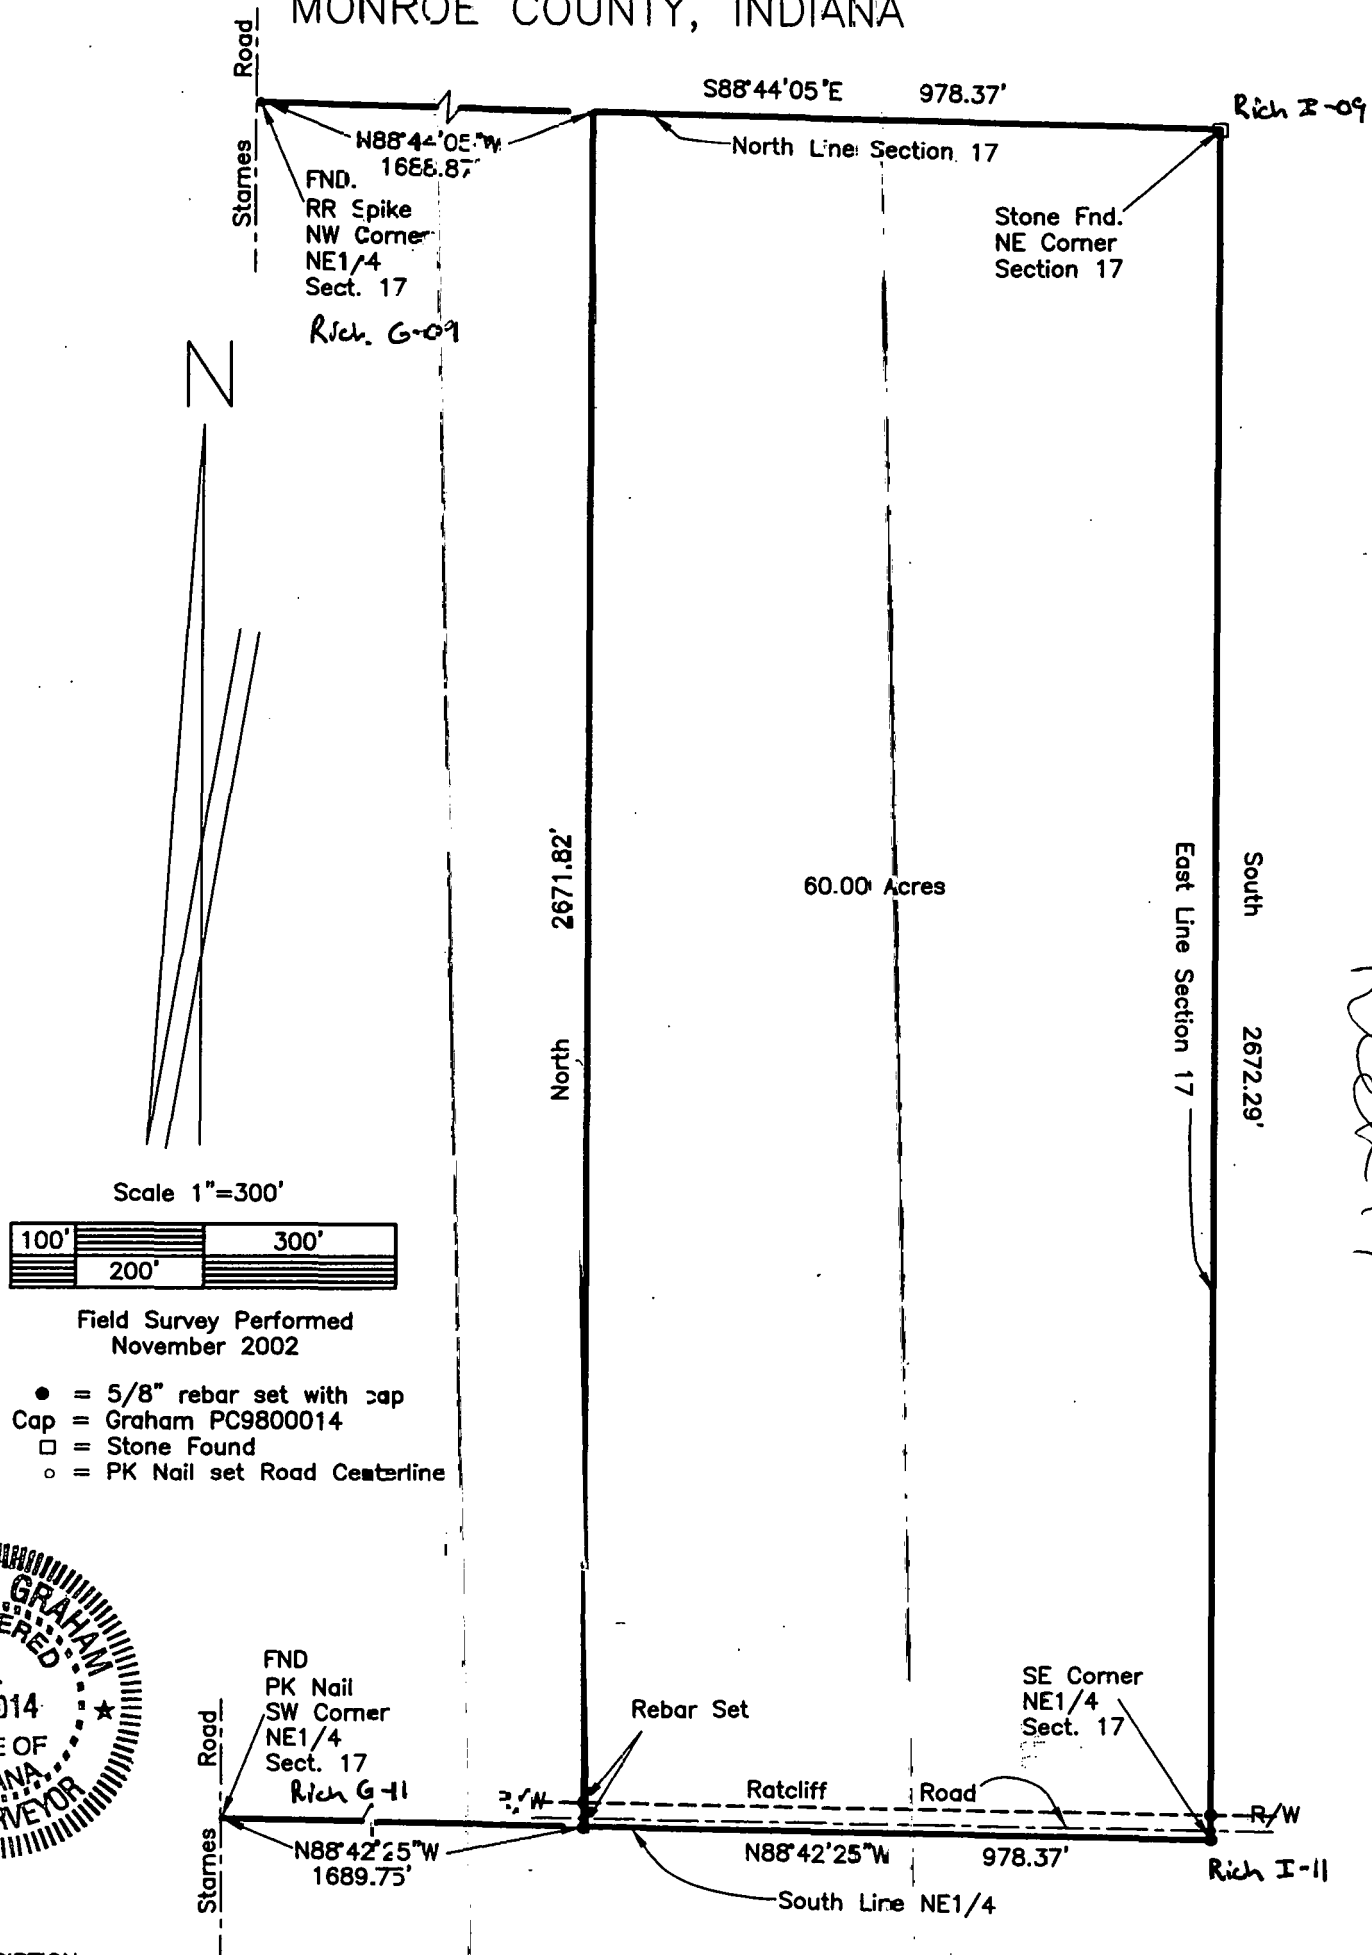 MONROE COUNTY, INDIANA
Road
Starnes
S88°44'05"E 978.37'
Rich I-09
N88°44'05"W
1688.87'
North Line Section 17
FND.
RR Spike
NW Corner
NE1/4
Sect. 17
Rich. G-09
Stone Fnd.
NE Corner
Section 17
N
North 2671.82'
60.00 Acres
East Line Section 17
South 2672.29'
Scale 1"=300'
100' 300'
200'
Field Survey Performed
November 2002
● = 5/8" rebar set with cap
Cap = Graham PC9800014
□ = Stone Found
○ = PK Nail set Road Centerline
GRAHAM
ERED
014
E OF
ANA
RVEYOR
FND
PK Nail
SW Corner
NE1/4
Sect. 17
Rich G-11
Road
Starnes
Rebar Set
SE Corner
NE1/4
Sect. 17
R/W
Ratcliff Road
R/W
N88°42'25"W
1689.75'
N88°42'25"W 978.37'
Rich I-11
South Line NE1/4